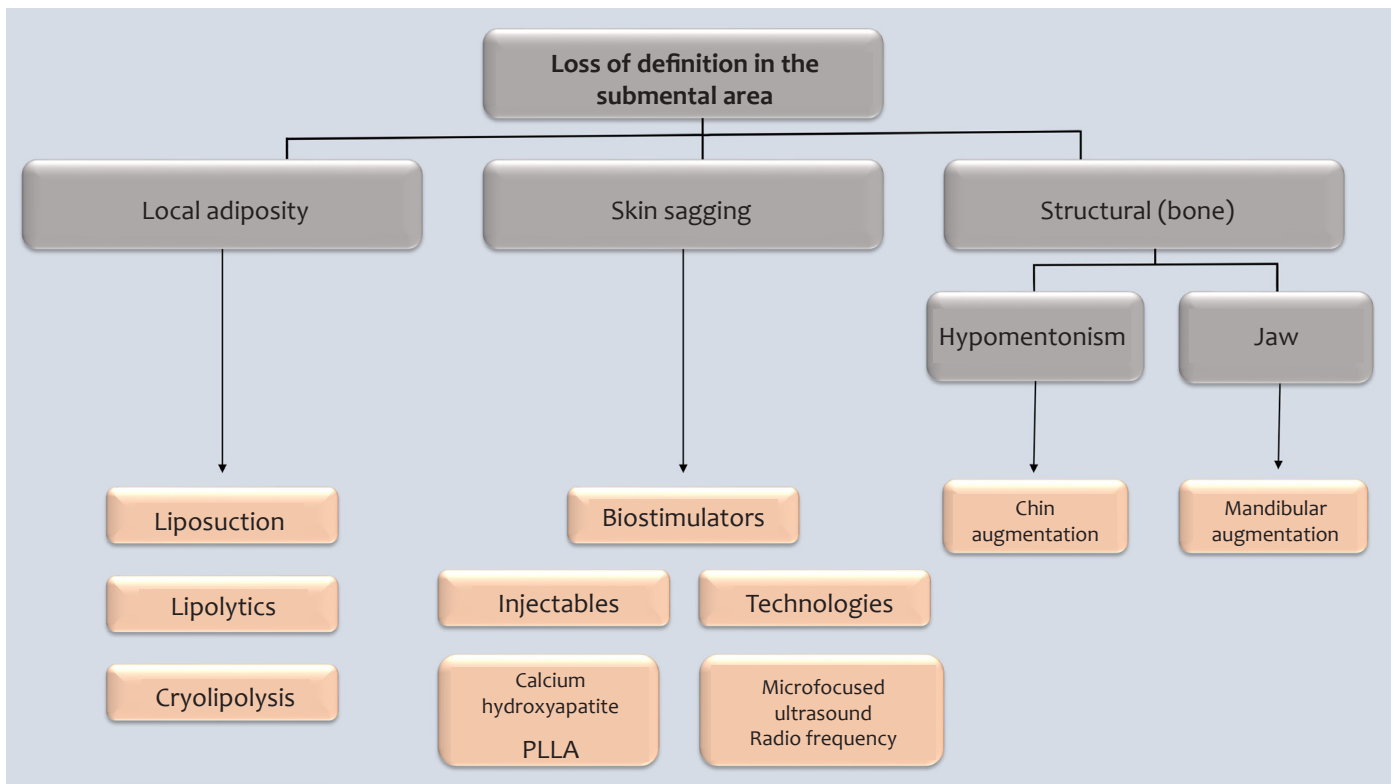 Loss of definition in the
submental area
Local adiposity
Skin sagging
Structural (bone)
Hypomentonism
Jaw
Liposuction
Lipolytics
Cryolipolysis
Biostimulators
Injectables
Technologies
Calcium
hydroxyapatite
PLLA
Microfocused
ultrasound
Radio frequency
Chin
augmentation
Mandibular
augmentation